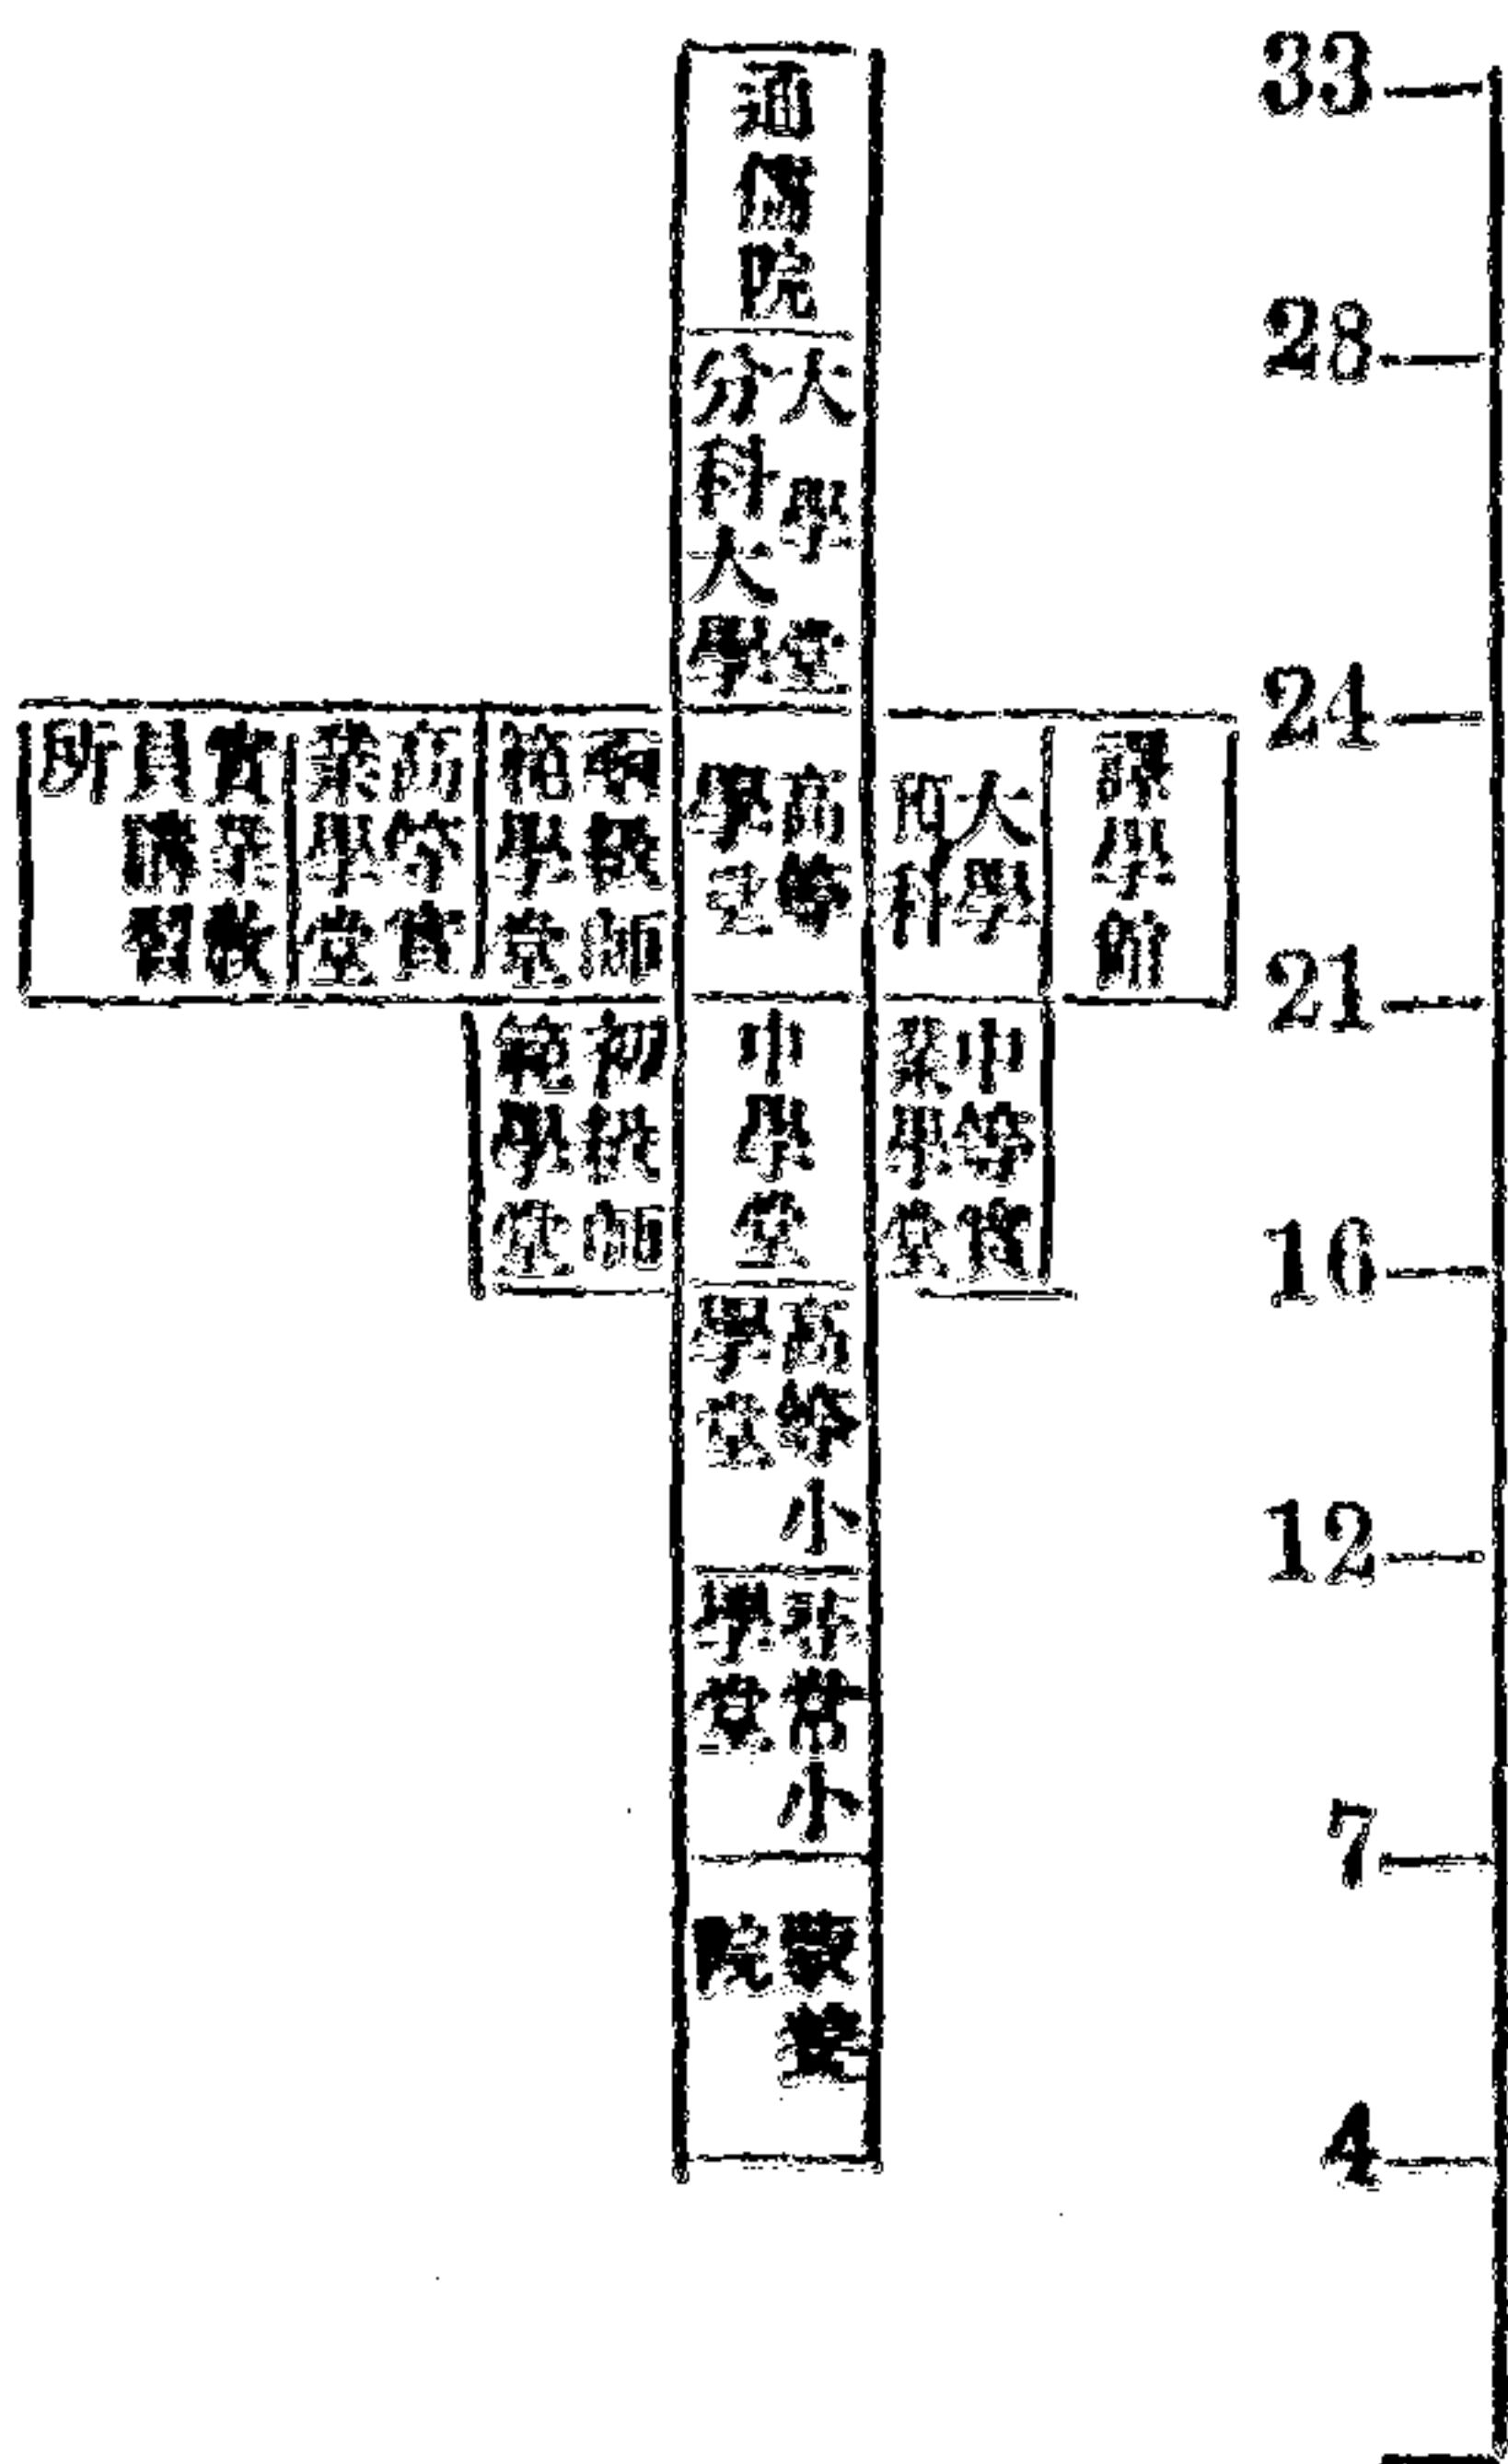 33
28
24
21
16
12
7
4
通儒院
大學堂
分科大學
譯學館
大學
預科
高等
學堂
優級師
範學堂
高等實
業學堂
實業教
員講習
所
中等實
業學堂
中學堂
初級師
範學堂
高等小
學堂
尋常小
學堂
蒙養
院